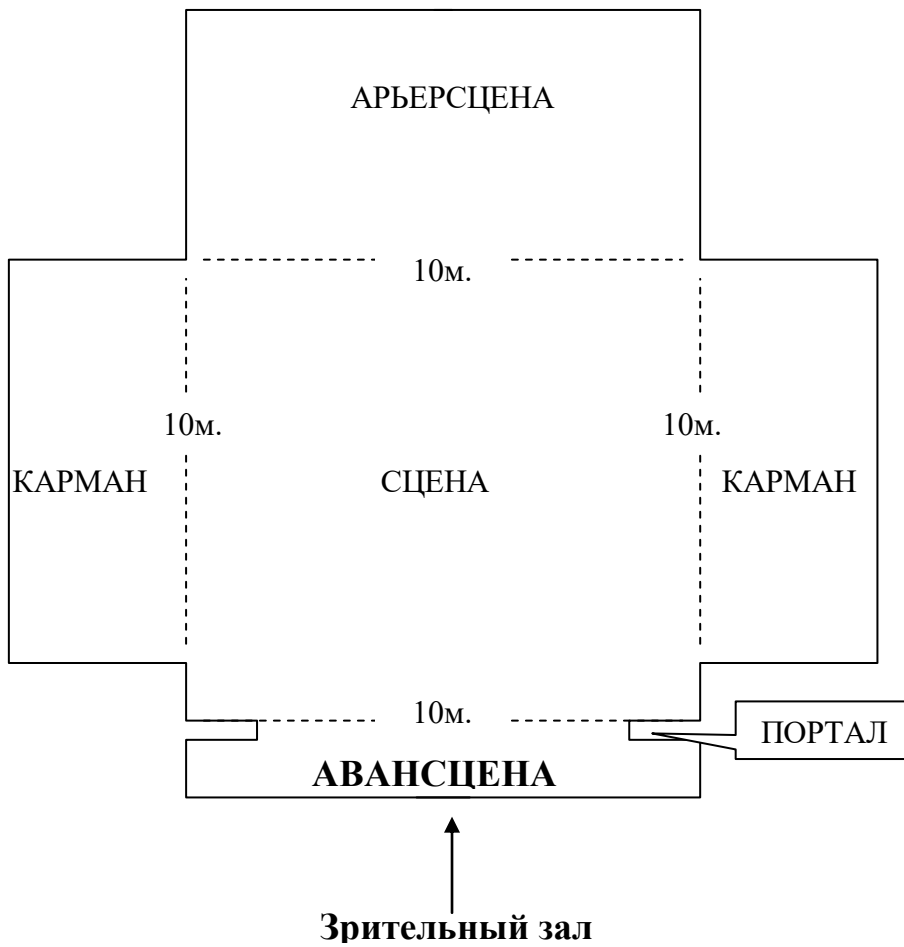 АРЬЕРСЦЕНА
10м.
10м.
10м.
КАРМАН
СЦЕНА
КАРМАН
10м.
ПОРТАЛ
АВАНСЦЕНА
Зрительный зал